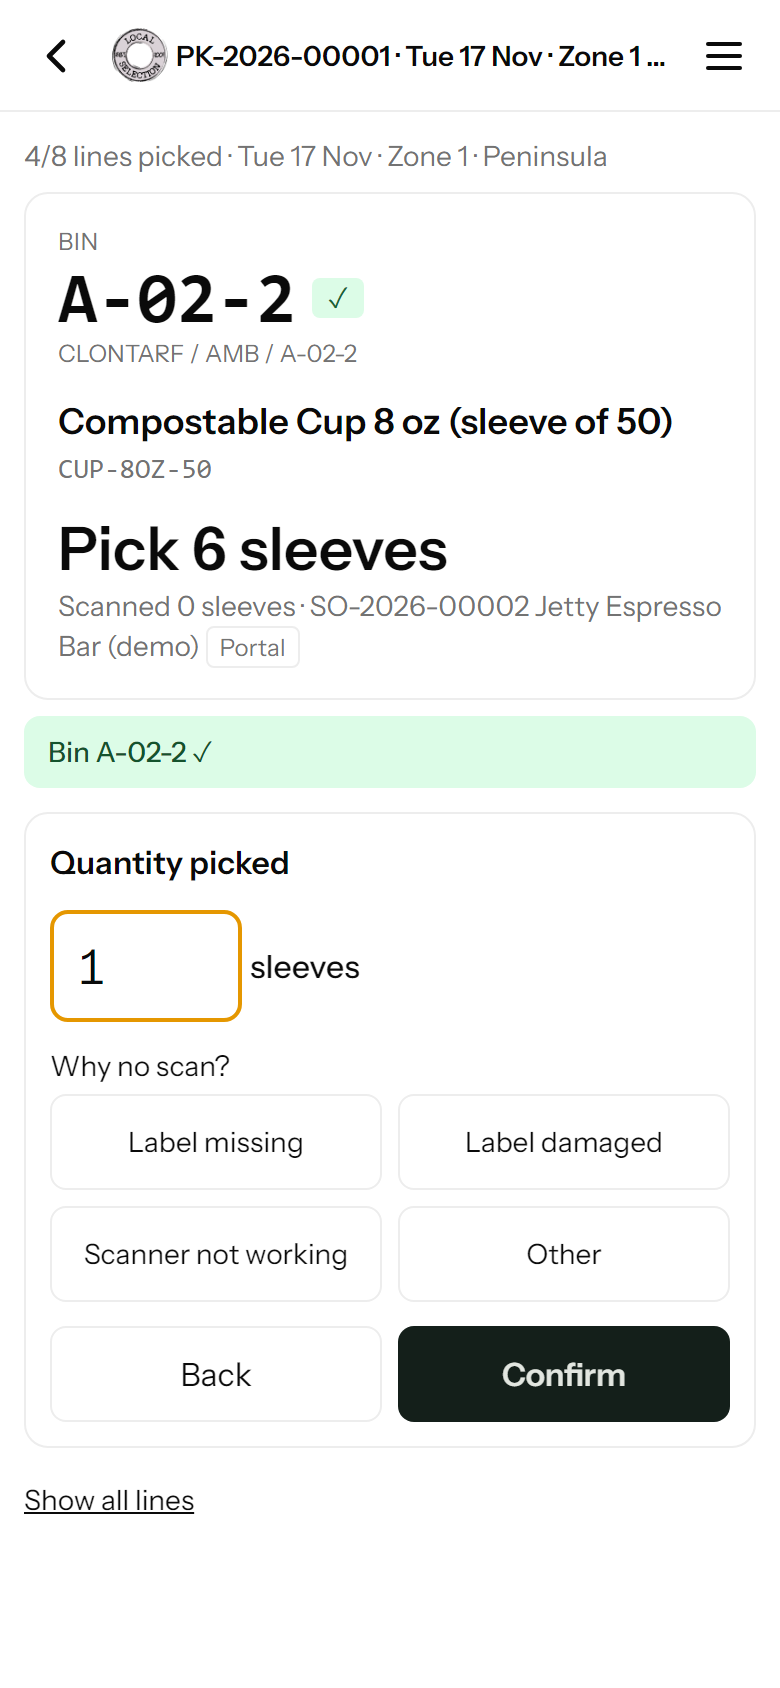 LOCAL
SELECTION
PK-2026-00001 · Tue 17 Nov · Zone 1 ...
4/8 lines picked · Tue 17 Nov · Zone 1 · Peninsula
BIN
A-02-2 ✓
CLONTARF / AMB / A-02-2
Compostable Cup 8 oz (sleeve of 50)
CUP-8OZ-50
Pick 6 sleeves
Scanned 0 sleeves · SO-2026-00002 Jetty Espresso
Bar (demo) Portal
Bin A-02-2 ✓
Quantity picked
1 sleeves
Why no scan?
Label missing Label damaged
Scanner not working Other
Back Confirm
Show all lines